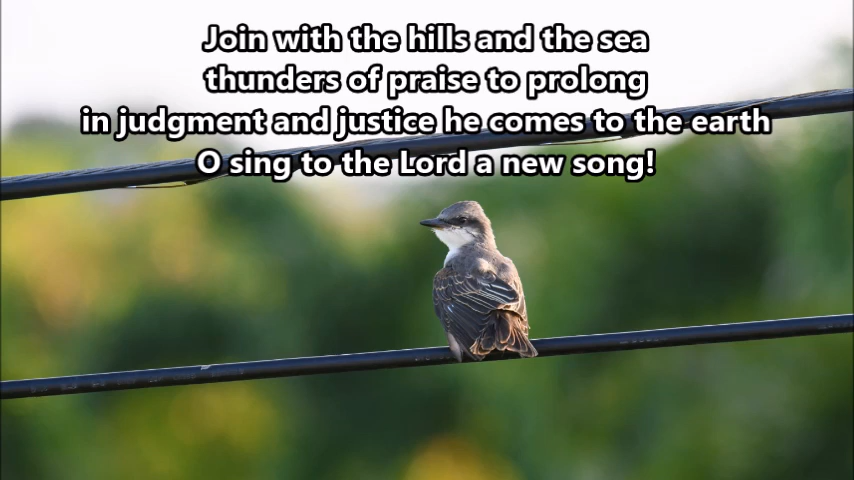 Join with the hills and the sea
thunders of praise to prolong
in judgment and justice he comes to the earth
O sing to the Lord a new song!